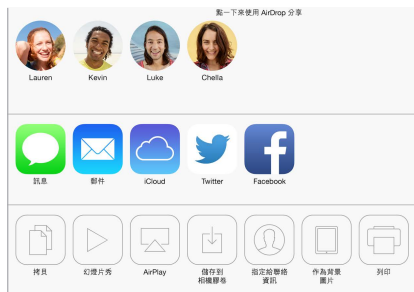 點一下來使用 AirDrop 分享
Lauren Kevin Luke Chella
訊息 郵件 iCloud Twitter Facebook
拷貝 幻燈片秀 AirPlay 儲存到 指定給聯絡 作為背景 列印
相機膠卷 資訊 圖片